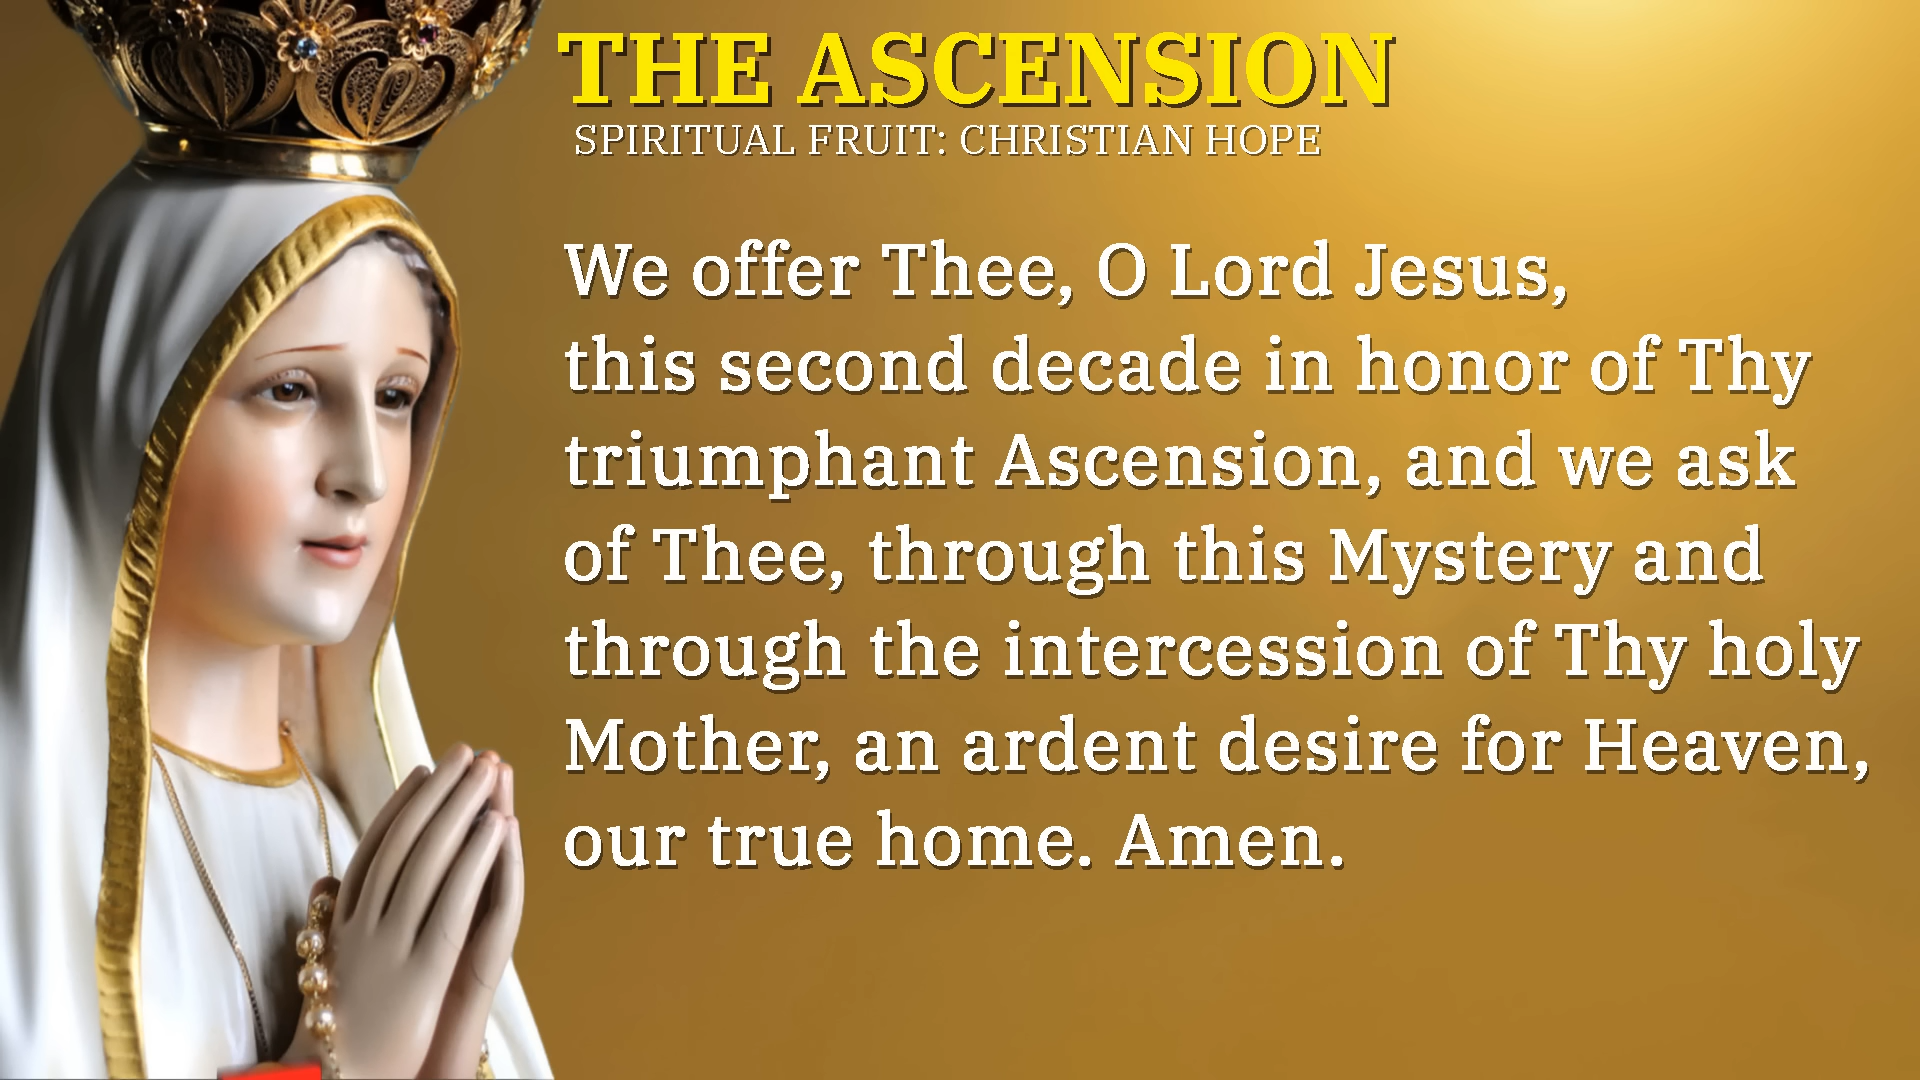 THE ASCENSION
SPIRITUAL FRUIT: CHRISTIAN HOPE
We offer Thee, O Lord Jesus,
this second decade in honor of Thy
triumphant Ascension, and we ask
of Thee, through this Mystery and
through the intercession of Thy holy
Mother, an ardent desire for Heaven,
our true home. Amen.